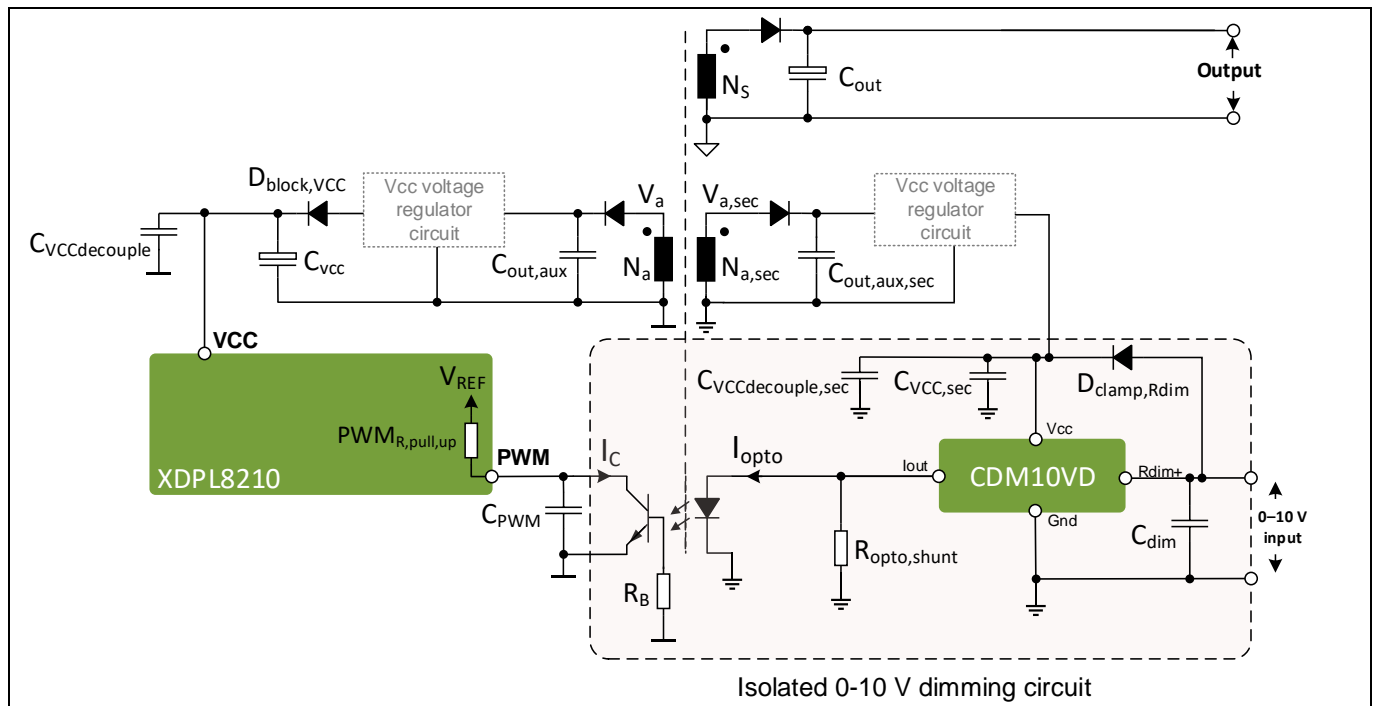 N_S
C_out
Output
D_block,VCC
Vcc voltage
regulator
circuit
V_a
V_a,sec
Vcc voltage
regulator
circuit
C_VCCdecouple
C_vcc
C_out,aux
N_a
N_a,sec
C_out,aux,sec
VCC
V_REF
PWM_R,pull,up
PWM
XDPL8210
C_PWM
I_C
R_B
I_opto
R_opto,shunt
C_VCCdecouple,sec
C_VCC,sec
D_clamp,Rdim
Vcc
Iout
CDM10VD
Rdim+
Gnd
C_dim
0–10 V
input
Isolated 0-10 V dimming circuit